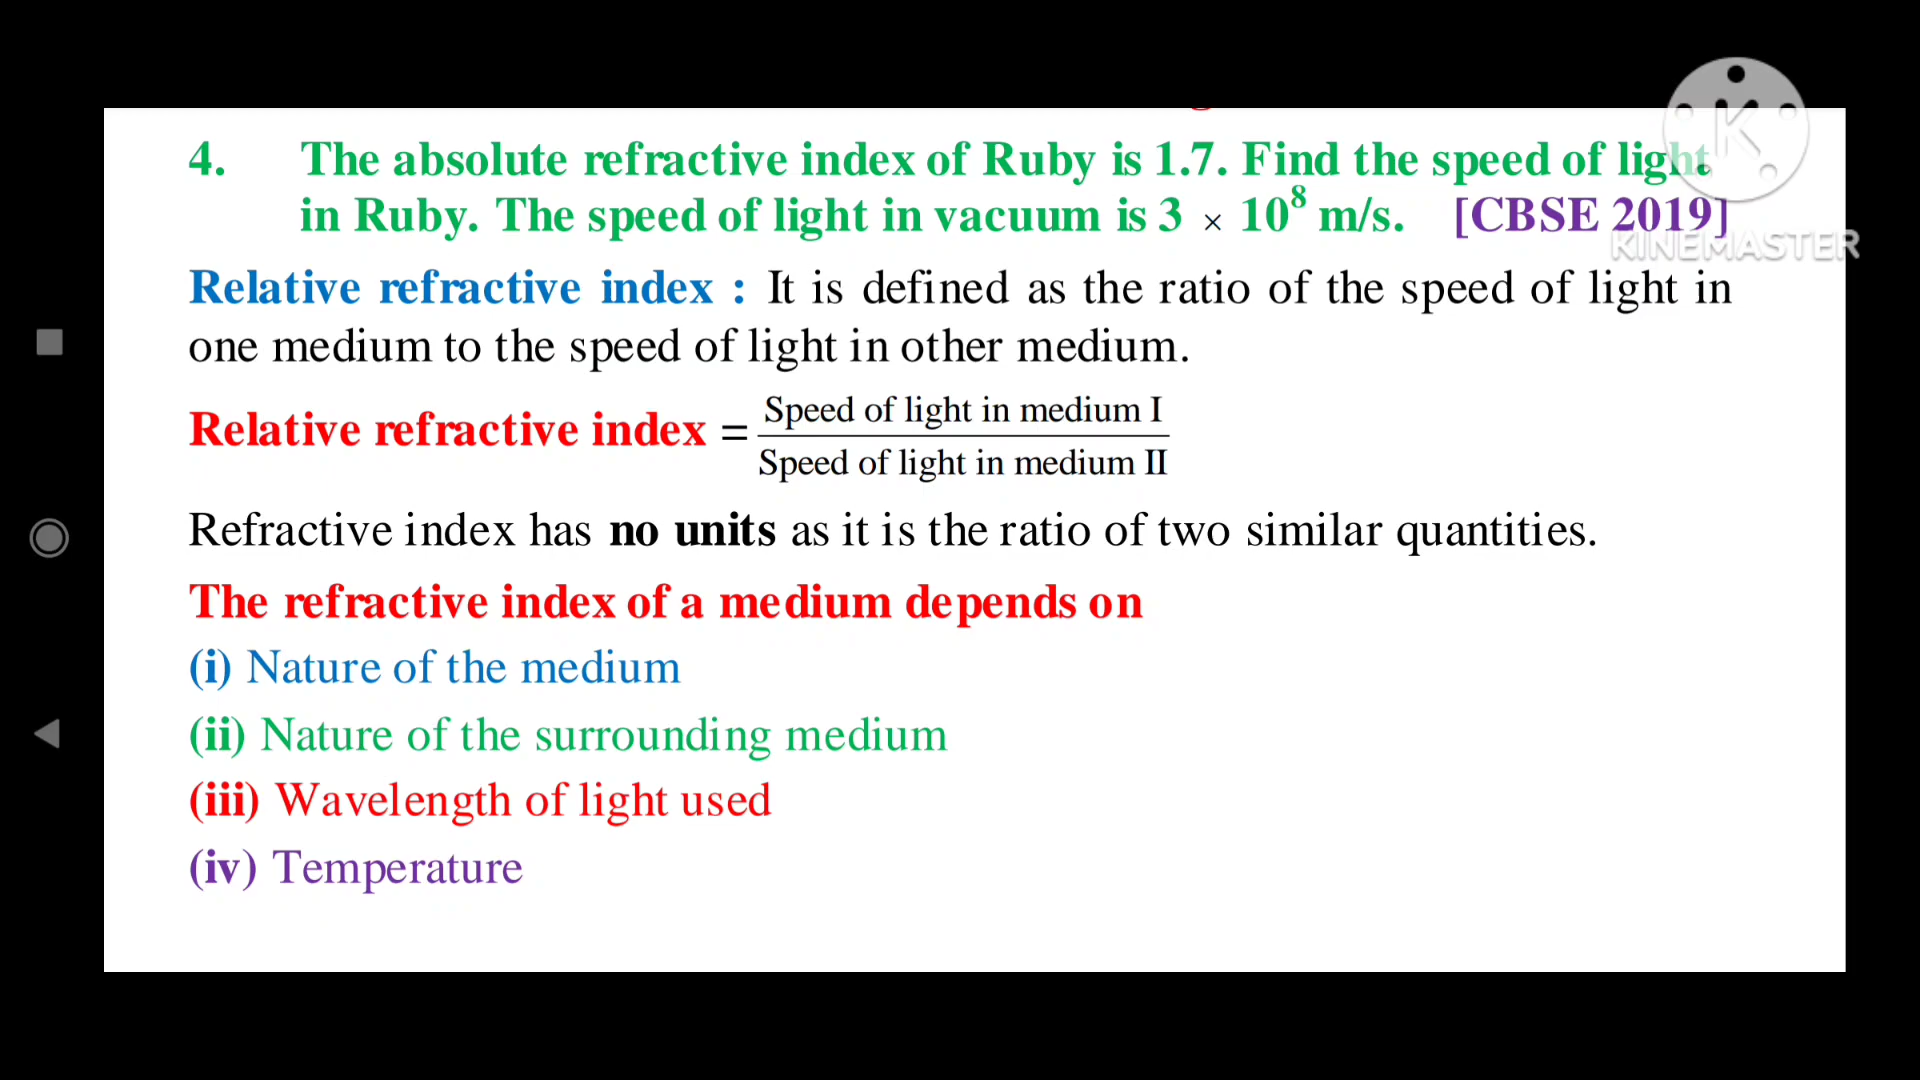 4. The absolute refractive index of Ruby is 1.7. Find the speed of light
in Ruby. The speed of light in vacuum is 3 × 10⁸ m/s. [CBSE 2019]
KINEMASTER
Relative refractive index : It is defined as the ratio of the speed of light in
one medium to the speed of light in other medium.
Relative refractive index = Speed of light in medium I
Speed of light in medium II
Refractive index has no units as it is the ratio of two similar quantities.
The refractive index of a medium depends on
(i) Nature of the medium
(ii) Nature of the surrounding medium
(iii) Wavelength of light used
(iv) Temperature